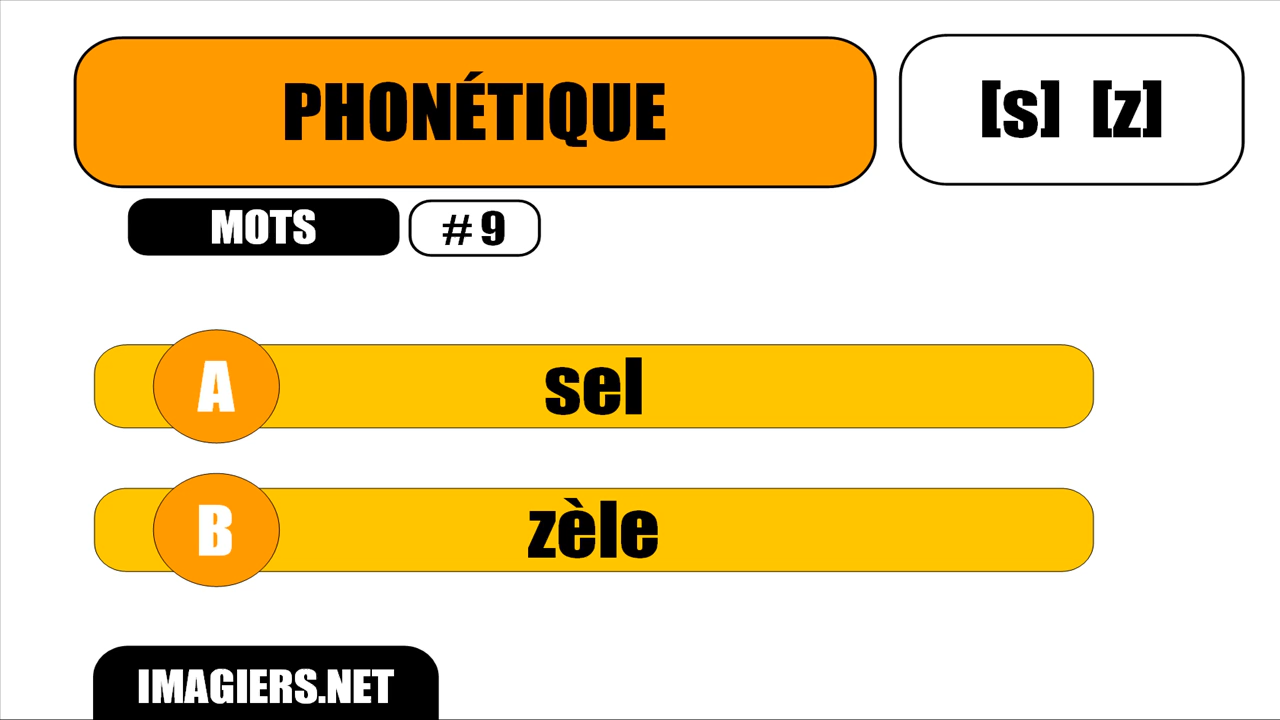 PHONÉTIQUE
[s] [z]
MOTS
# 9
A sel
B zèle
IMAGIERS.NET